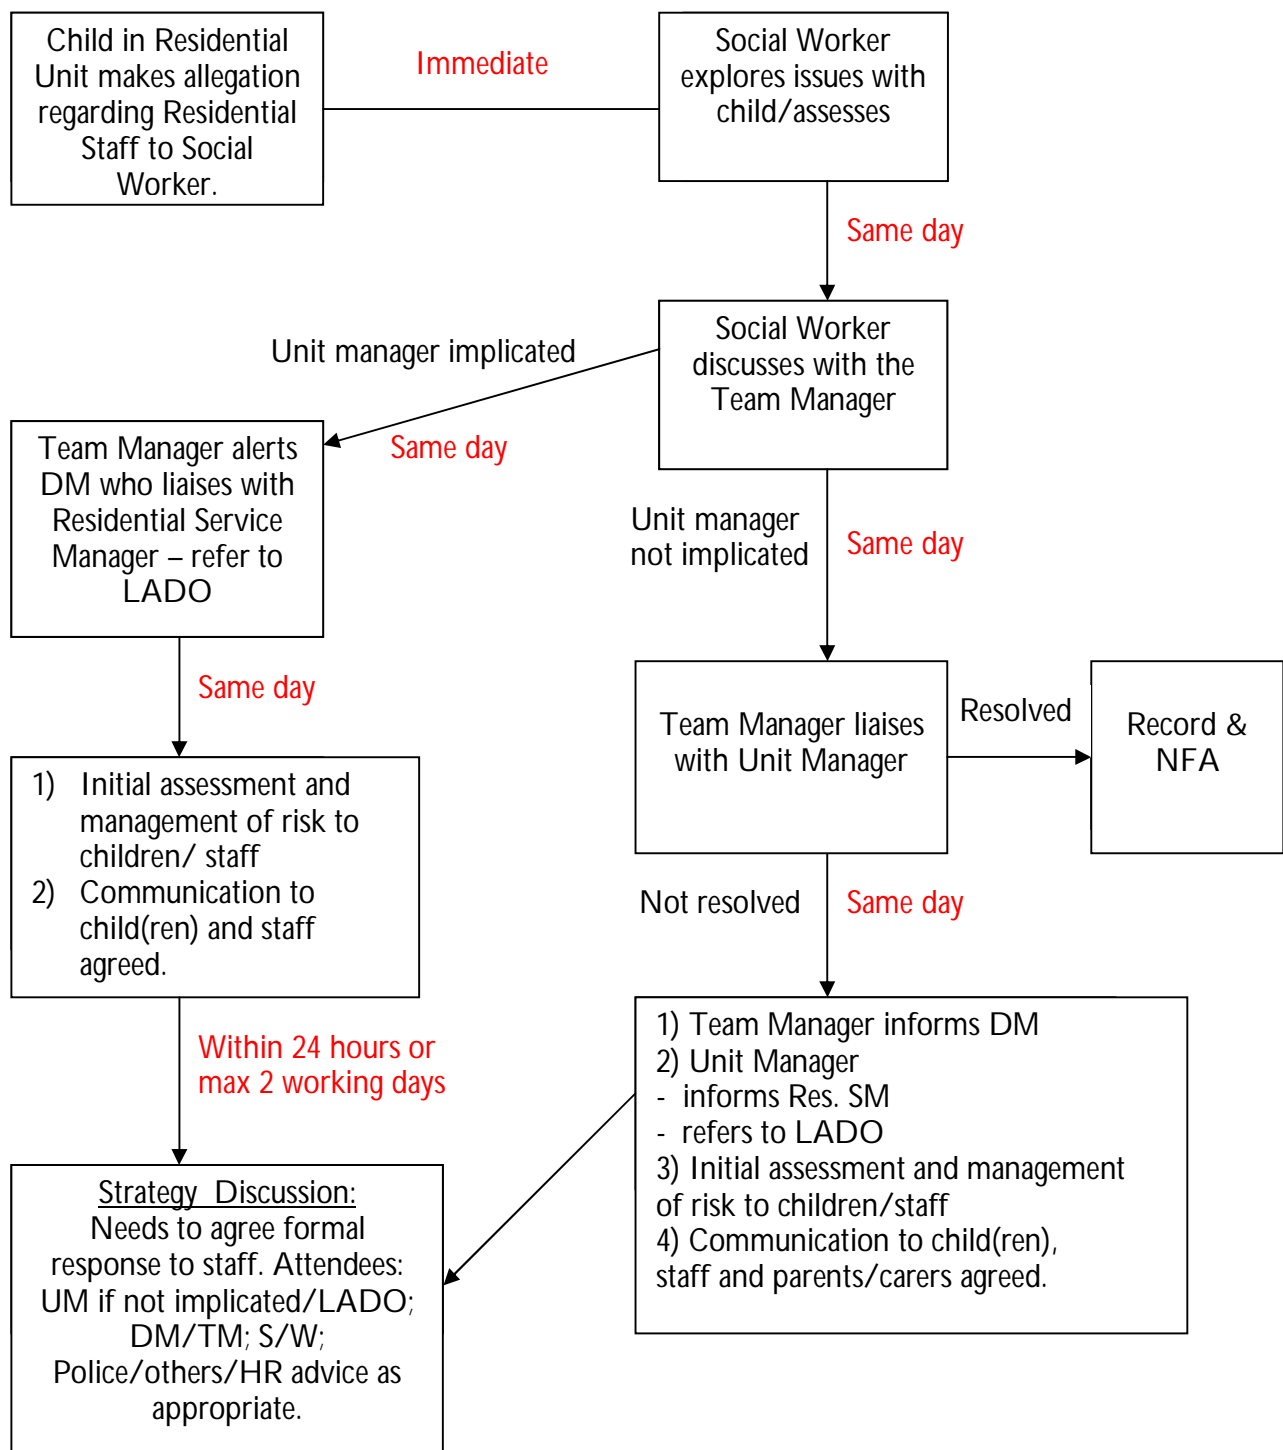 Child in Residential
Unit makes allegation
regarding Residential
Staff to Social
Worker.
Immediate
Social Worker
explores issues with
child/assesses
Same day
Social Worker
discusses with the
Team Manager
Unit manager implicated
Same day
Team Manager alerts
DM who liaises with
Residential Service
Manager – refer to
LADO
Unit manager
not implicated
Same day
Same day
Team Manager liaises
with Unit Manager
Resolved
Record &
NFA
1) Initial assessment and
management of risk to
children/ staff
2) Communication to
child(ren) and staff
agreed.
Not resolved
Same day
Within 24 hours or
max 2 working days
1) Team Manager informs DM
2) Unit Manager
- informs Res. SM
- refers to LADO
3) Initial assessment and management
of risk to children/staff
4) Communication to child(ren),
staff and parents/carers agreed.
Strategy Discussion:
Needs to agree formal
response to staff. Attendees:
UM if not implicated/LADO;
DM/TM; S/W;
Police/others/HR advice as
appropriate.